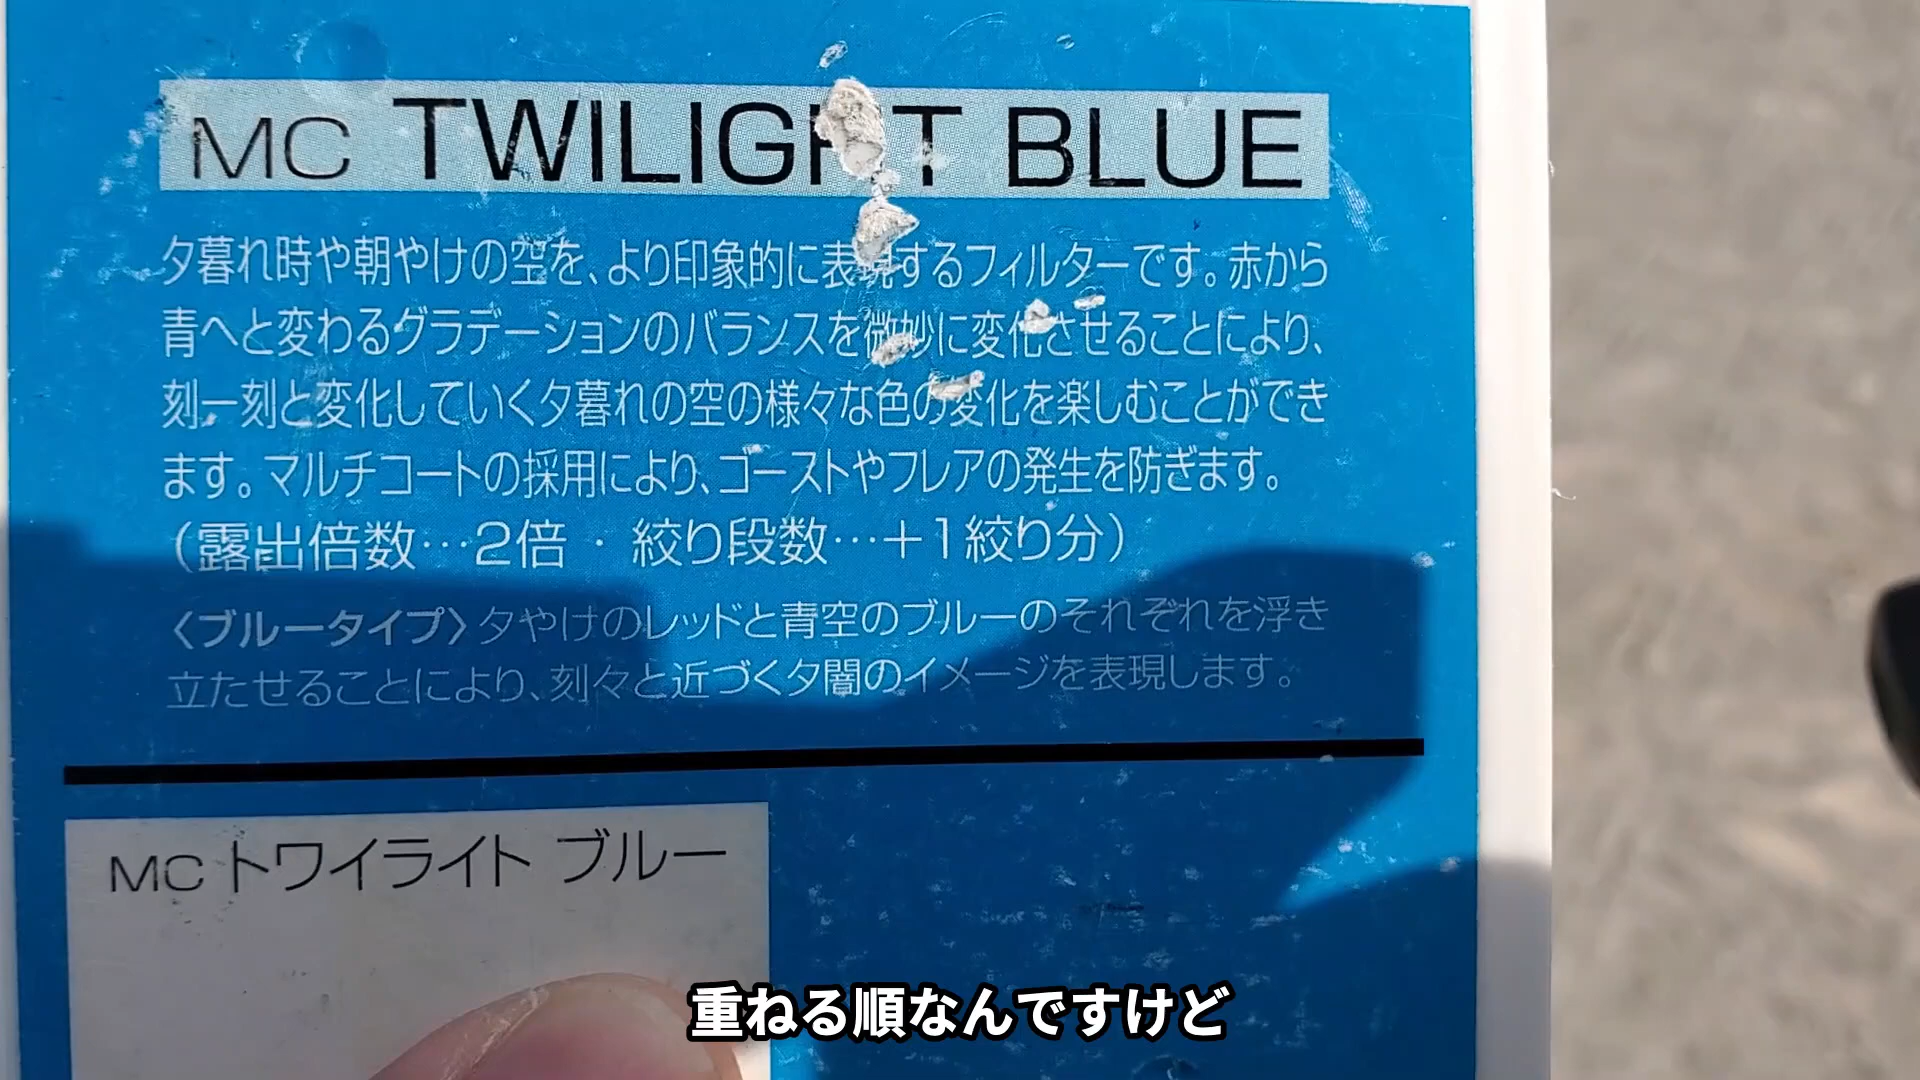 MC TWILIGHT BLUE
夕暮れ時や朝やけの空を、より印象的に表現するフィルターです。赤から
青へと変わるグラデーションのバランスを微妙に変化させることにより、
刻一刻と変化していく夕暮れの空の様々な色の変化を楽しむことができ
ます。マルチコートの採用により、ゴーストやフレアの発生を防ぎます。
(露出倍数…2倍・絞り段数…+1絞り分)
〈ブルータイプ〉夕やけのレッドと青空のブルーのそれぞれを浮き
立たせることにより、刻々と近づく夕闇のイメージを表現します。
MC トワイライト ブルー
重ねる順なんですけど